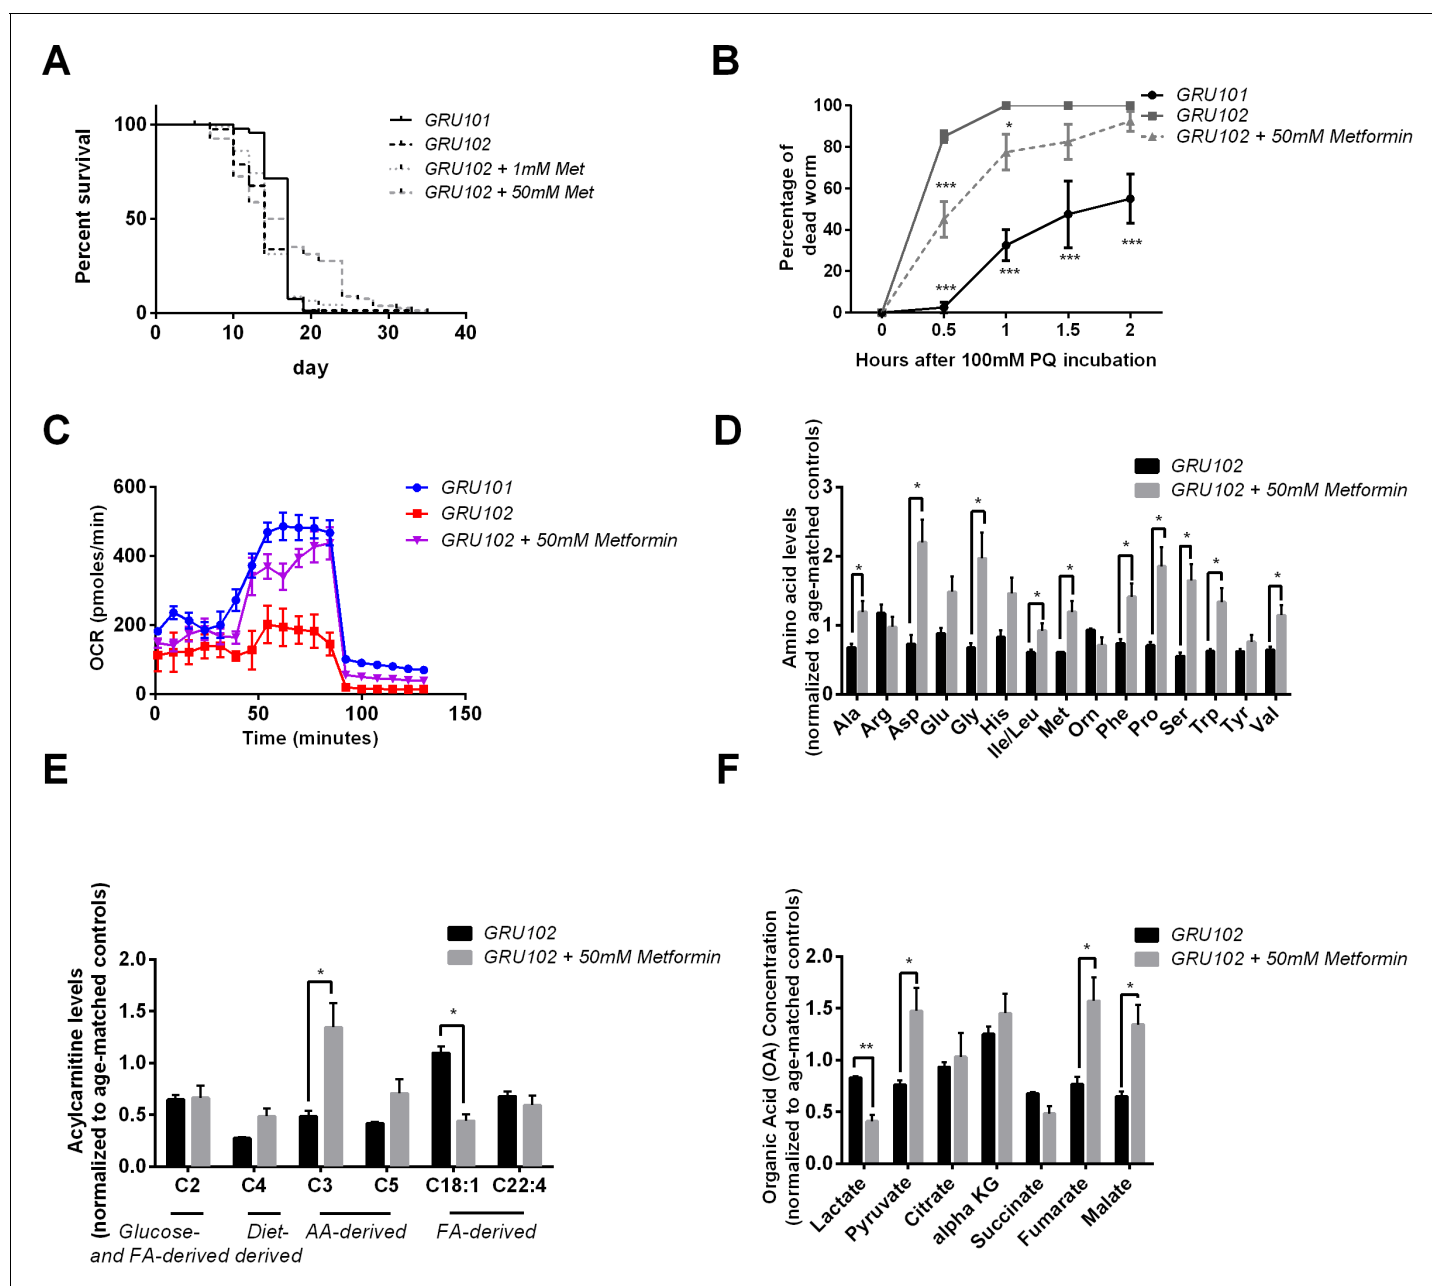 A
Percent survival
100
50
0
0 10 20 30 40
day
GRU101
GRU102
GRU102 + 1mM Met
GRU102 + 50mM Met
B
Percentage of
dead worm
100
80
60
40
20
0
0 0.5 1 1.5 2
Hours after 100mM PQ incubation
GRU101
GRU102
GRU102 + 50mM Metformin
*
***
***
***
***
***
C
OCR (pmoles/min)
600
400
200
0
0 50 100 150
Time (minutes)
GRU101
GRU102
GRU102 + 50mM Metformin
D
Amino acid levels
(normalized to age-matched controls)
3
2
1
0
GRU102
GRU102 + 50mM Metformin
* * * * * * * * * *
Ala Arg Asp Glu Gly His Ile/Leu Met Orn Phe Pro Ser Trp Tyr Val
E
Acylcarnitine levels
(normalized to age-matched controls)
2.0
1.5
1.0
0.5
0.0
GRU102
GRU102 + 50mM Metformin
* *
C2 C4 C3 C5 C18:1 C22:4
Glucose- Diet- AA-derived FA-derived
and FA-derived derived
F
Organic Acid (OA) Concentration
(normalized to age-matched controls)
2.0
1.5
1.0
0.5
0.0
GRU102
GRU102 + 50mM Metformin
** * * *
Lactate Pyruvate Citrate alpha KG Succinate Fumarate Malate